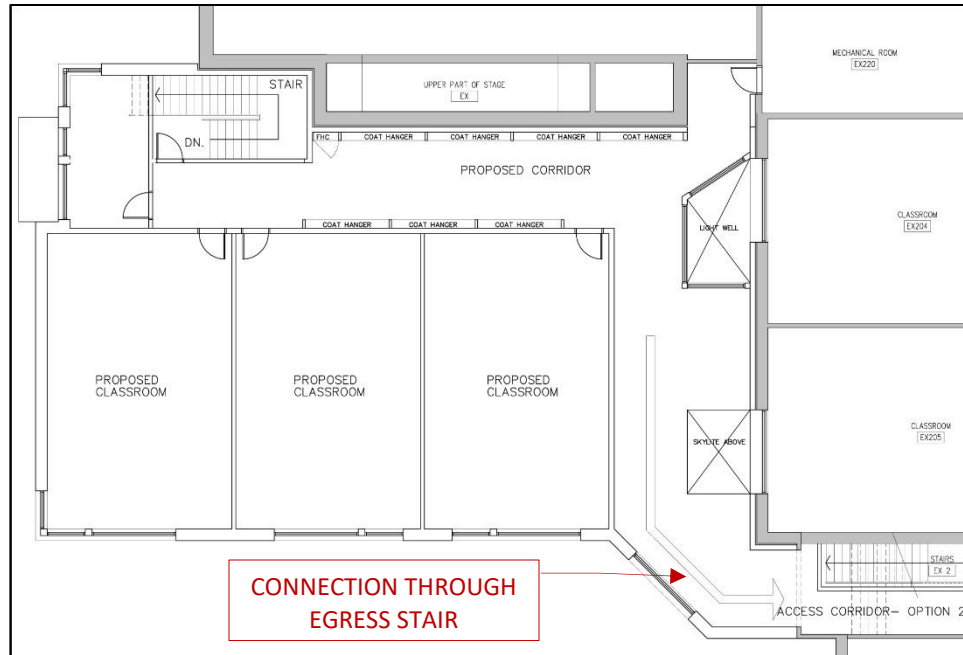 MECHANICAL ROOM
EX220
STAIR
UPPER PART OF STAGE
EX
DN.
FHC
COAT HANGER
COAT HANGER
COAT HANGER
COAT HANGER
PROPOSED CORRIDOR
COAT HANGER
COAT HANGER
COAT HANGER
LIGHT WELL
CLASSROOM
EX204
PROPOSED
CLASSROOM
PROPOSED
CLASSROOM
PROPOSED
CLASSROOM
SKYLITE ABOVE
CLASSROOM
EX205
STAIRS
EX 2
CONNECTION THROUGH
EGRESS STAIR
ACCESS CORRIDOR– OPTION 2